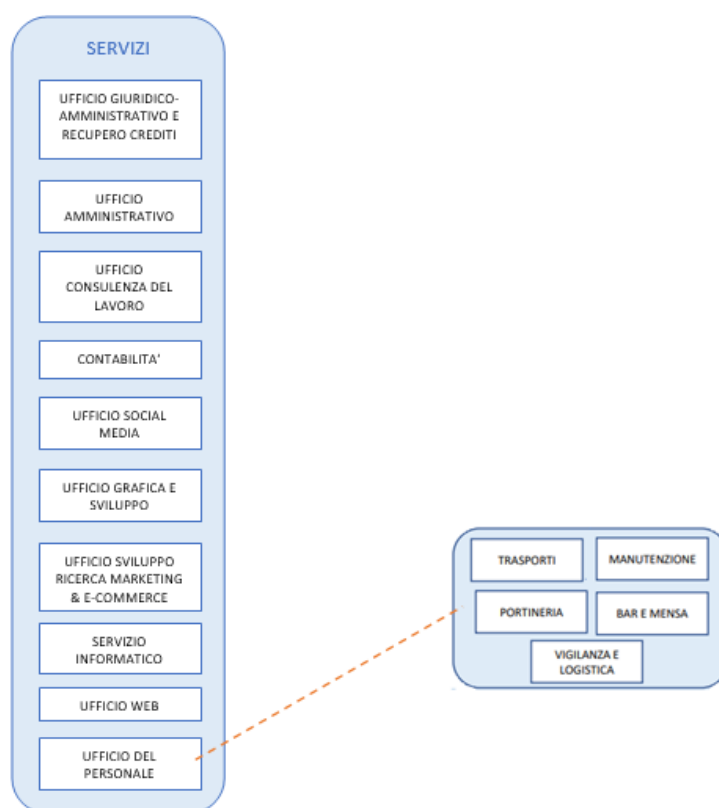 SERVIZI
UFFICIO GIURIDICO-
AMMINISTRATIVO E
RECUPERO CREDITI
UFFICIO
AMMINISTRATIVO
UFFICIO
CONSULENZA DEL
LAVORO
CONTABILITA'
UFFICIO SOCIAL
MEDIA
UFFICIO GRAFICA E
SVILUPPO
UFFICIO SVILUPPO
RICERCA MARKETING
& E-COMMERCE
SERVIZIO
INFORMATICO
UFFICIO WEB
UFFICIO DEL
PERSONALE
TRASPORTI
MANUTENZIONE
PORTINERIA
BAR E MENSA
VIGILANZA E
LOGISTICA